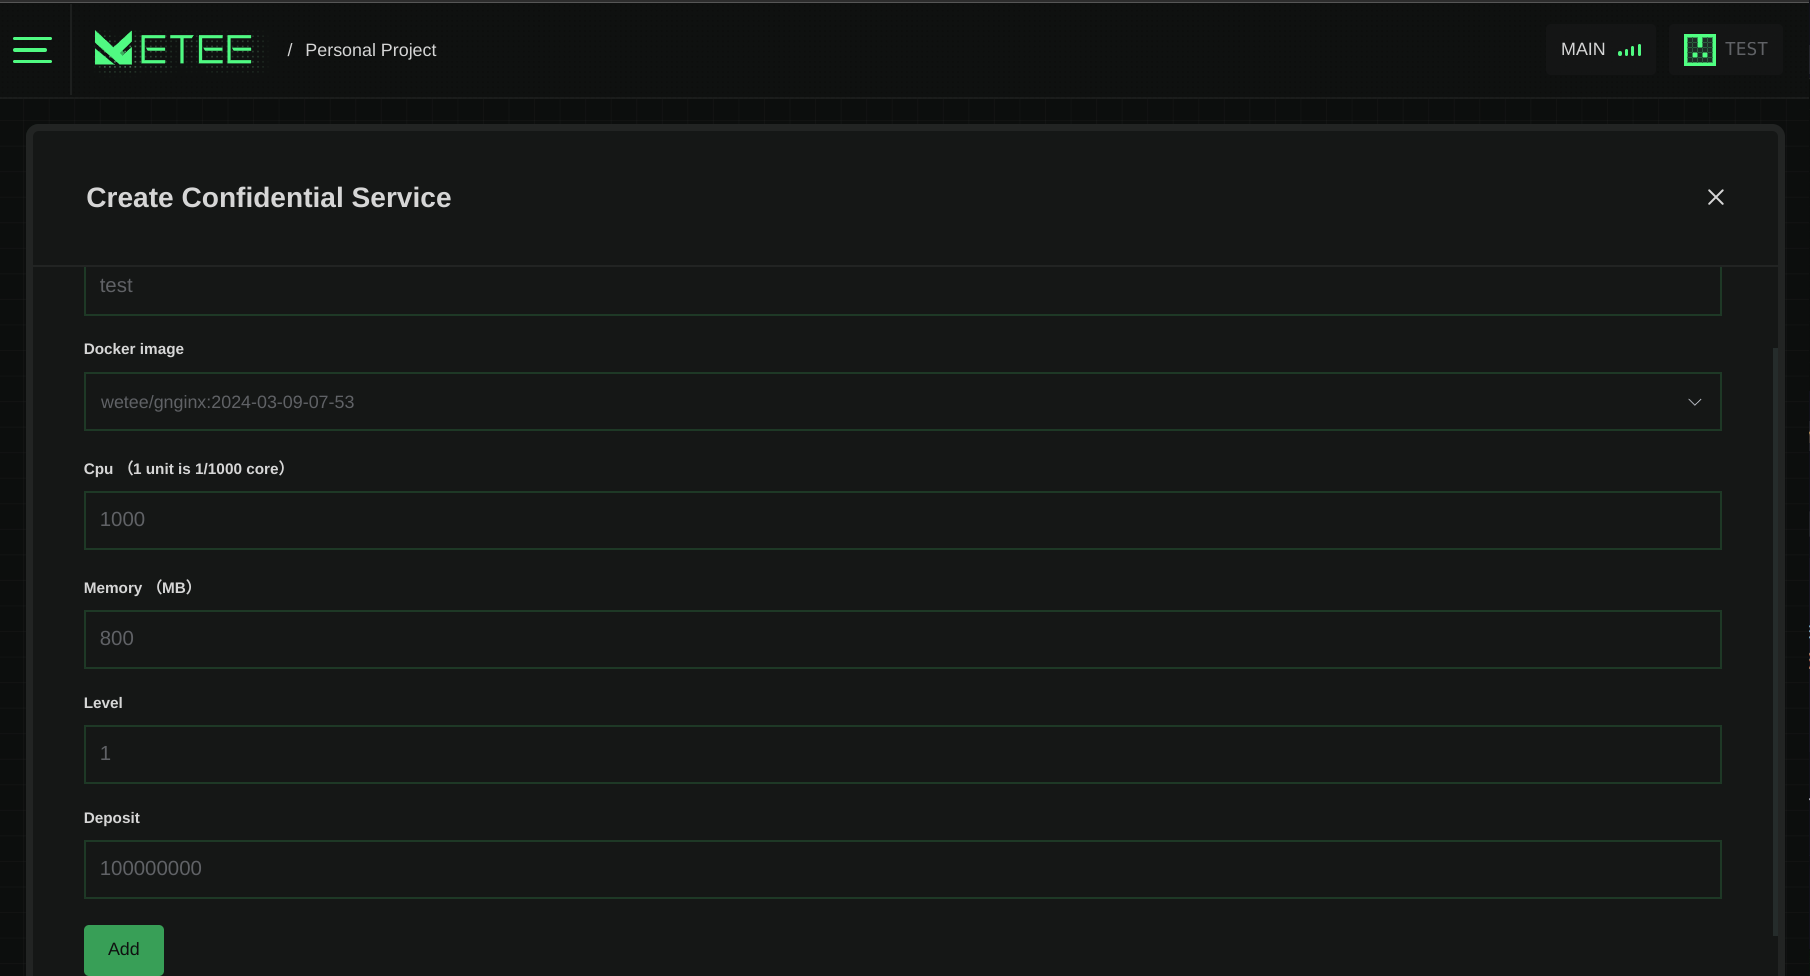 WETEE / Personal Project
MAIN
TEST
Create Confidential Service
test
Docker image
wetee/gnginx:2024-03-09-07-53
Cpu （1 unit is 1/1000 core）
1000
Memory （MB）
800
Level
1
Deposit
100000000
Add